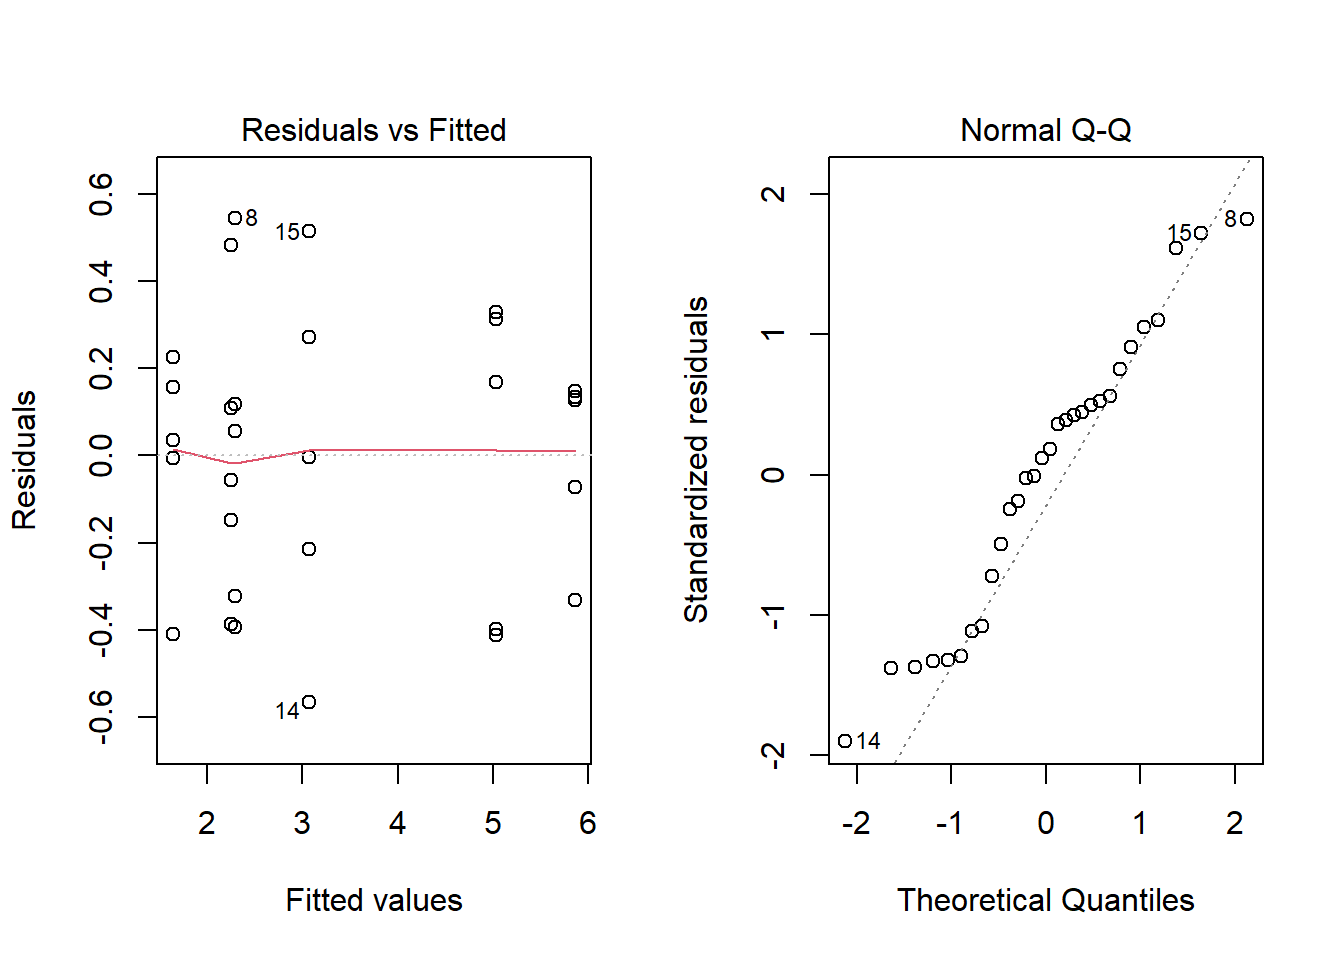 Residuals vs Fitted
Residuals
0.6
0.4
0.2
0.0
-0.2
-0.4
-0.6
8
15
14
2 3 4 5 6
Fitted values
Normal Q-Q
Standardized residuals
2
1
0
-1
-2
15
8
14
-2 -1 0 1 2
Theoretical Quantiles